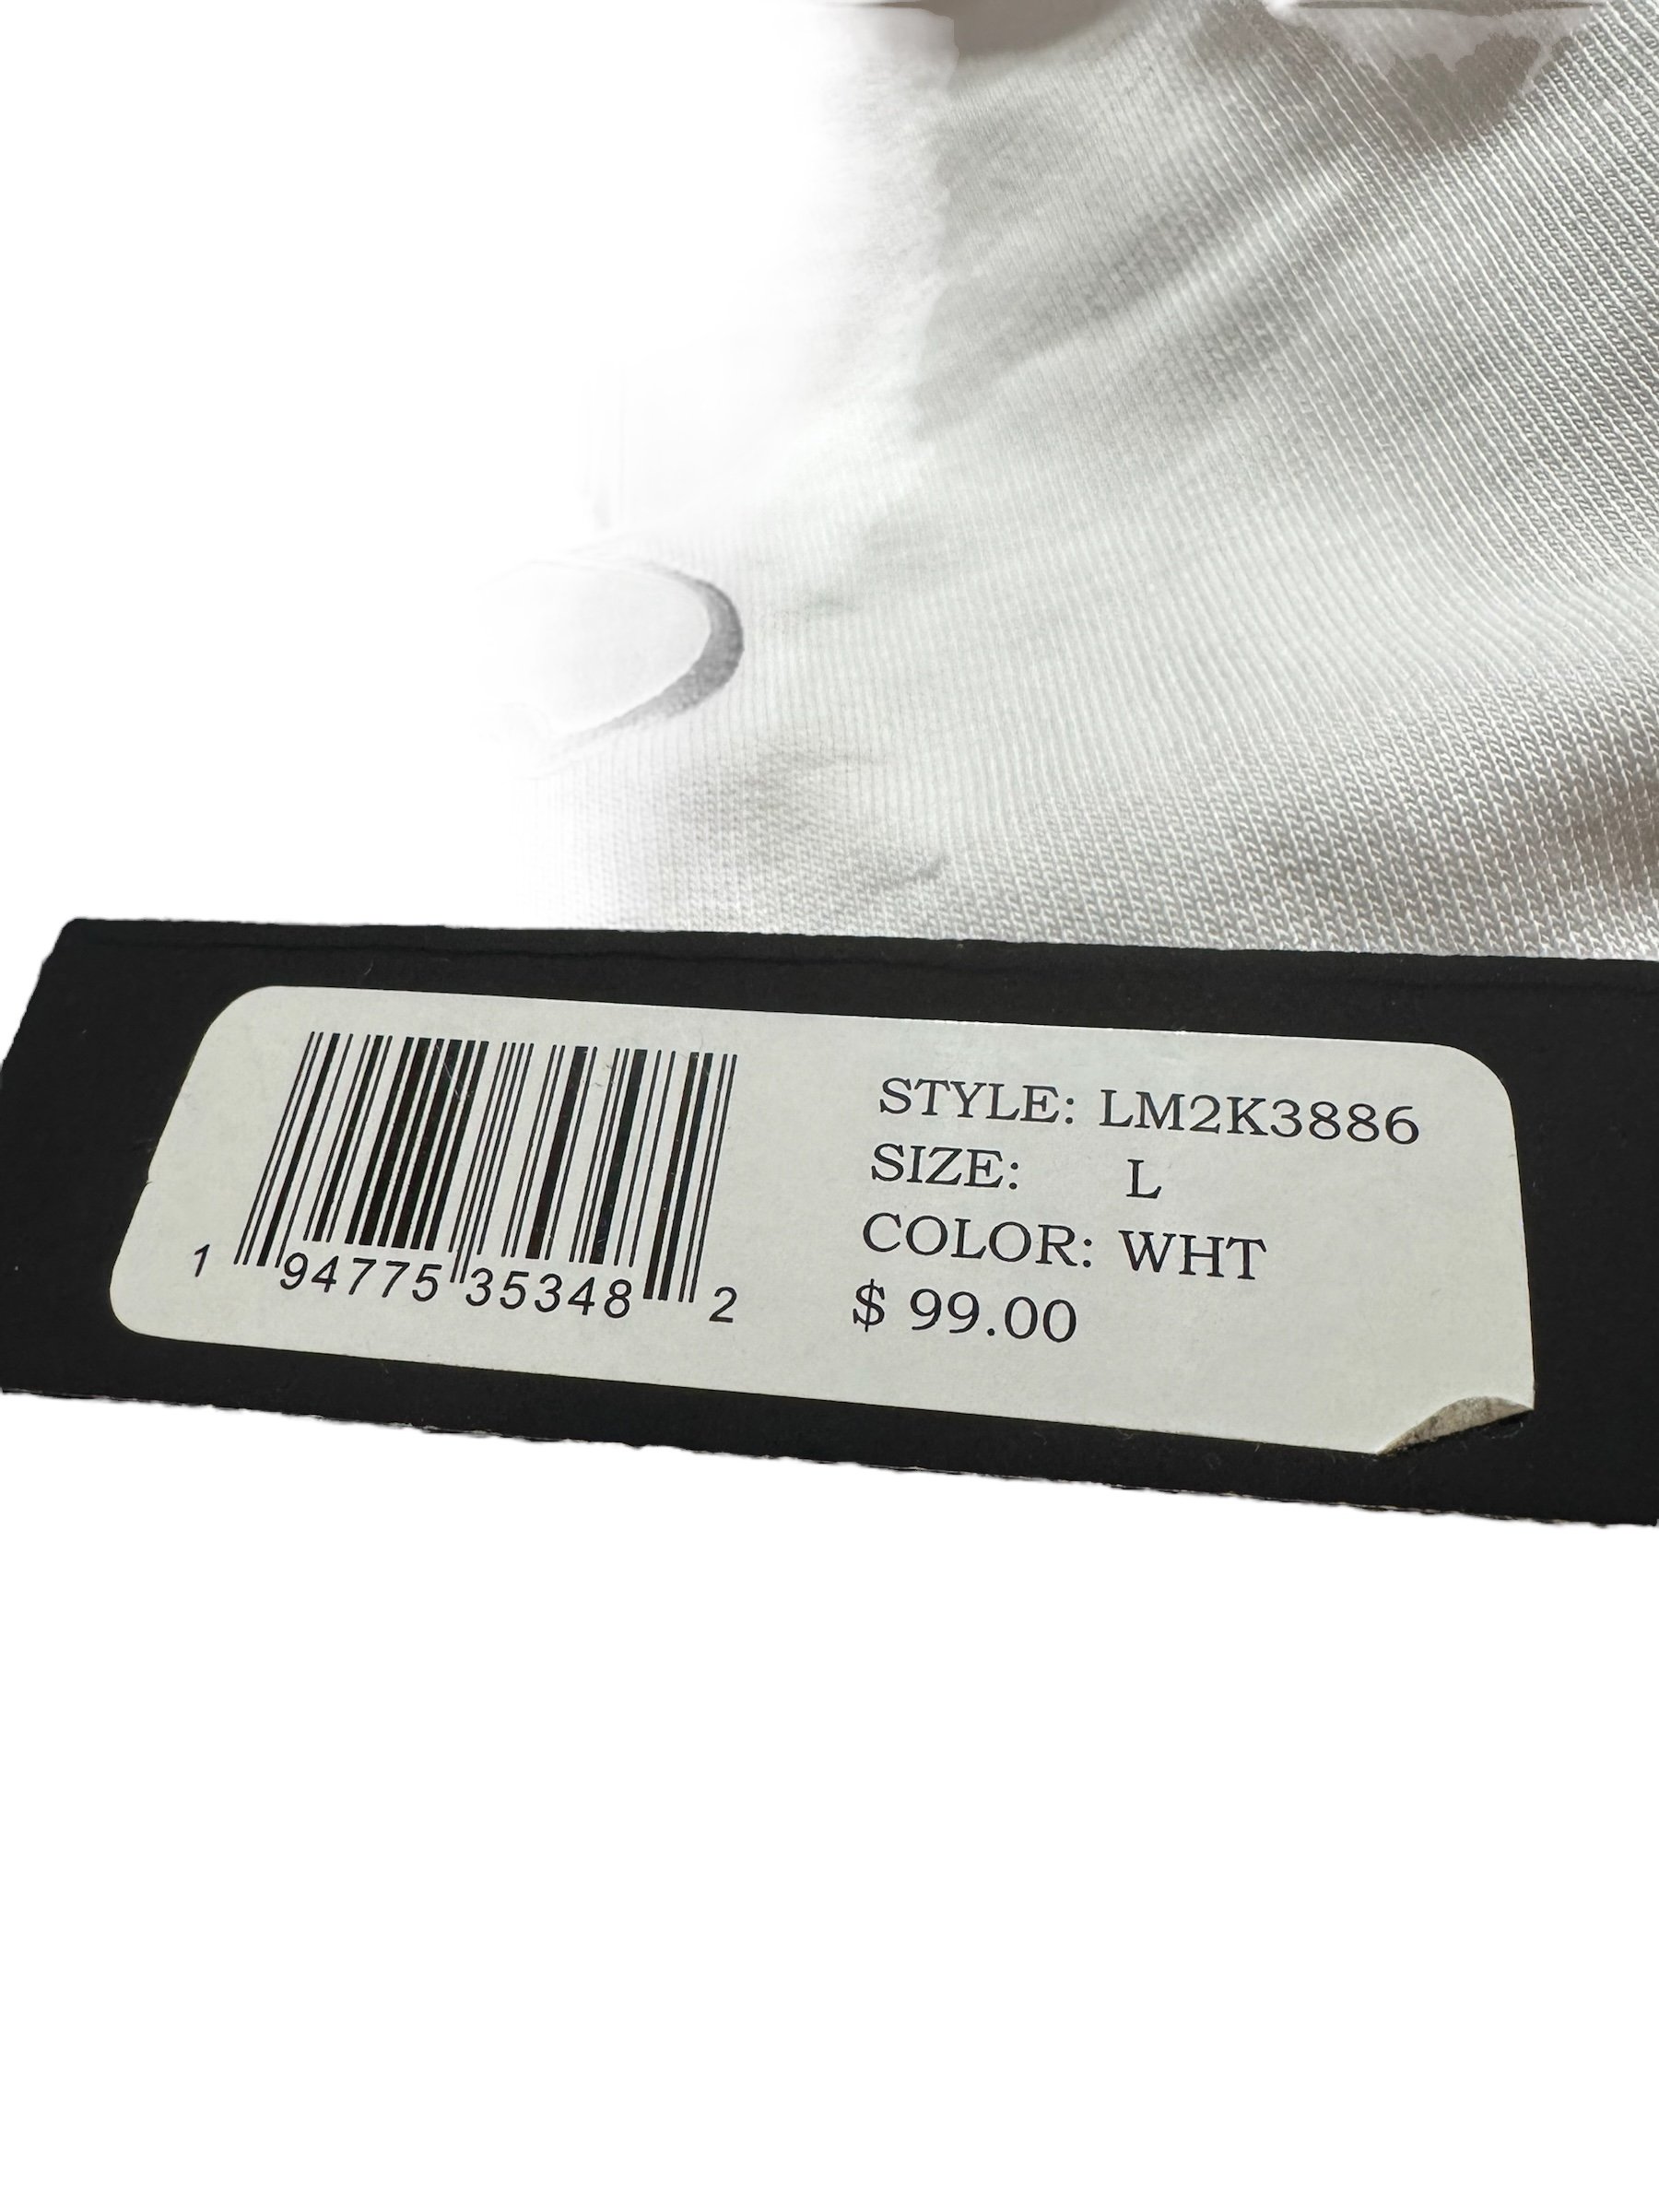 1 94775 35348 2
STYLE: LM2K3886
SIZE: L
COLOR: WHT
$ 99.00